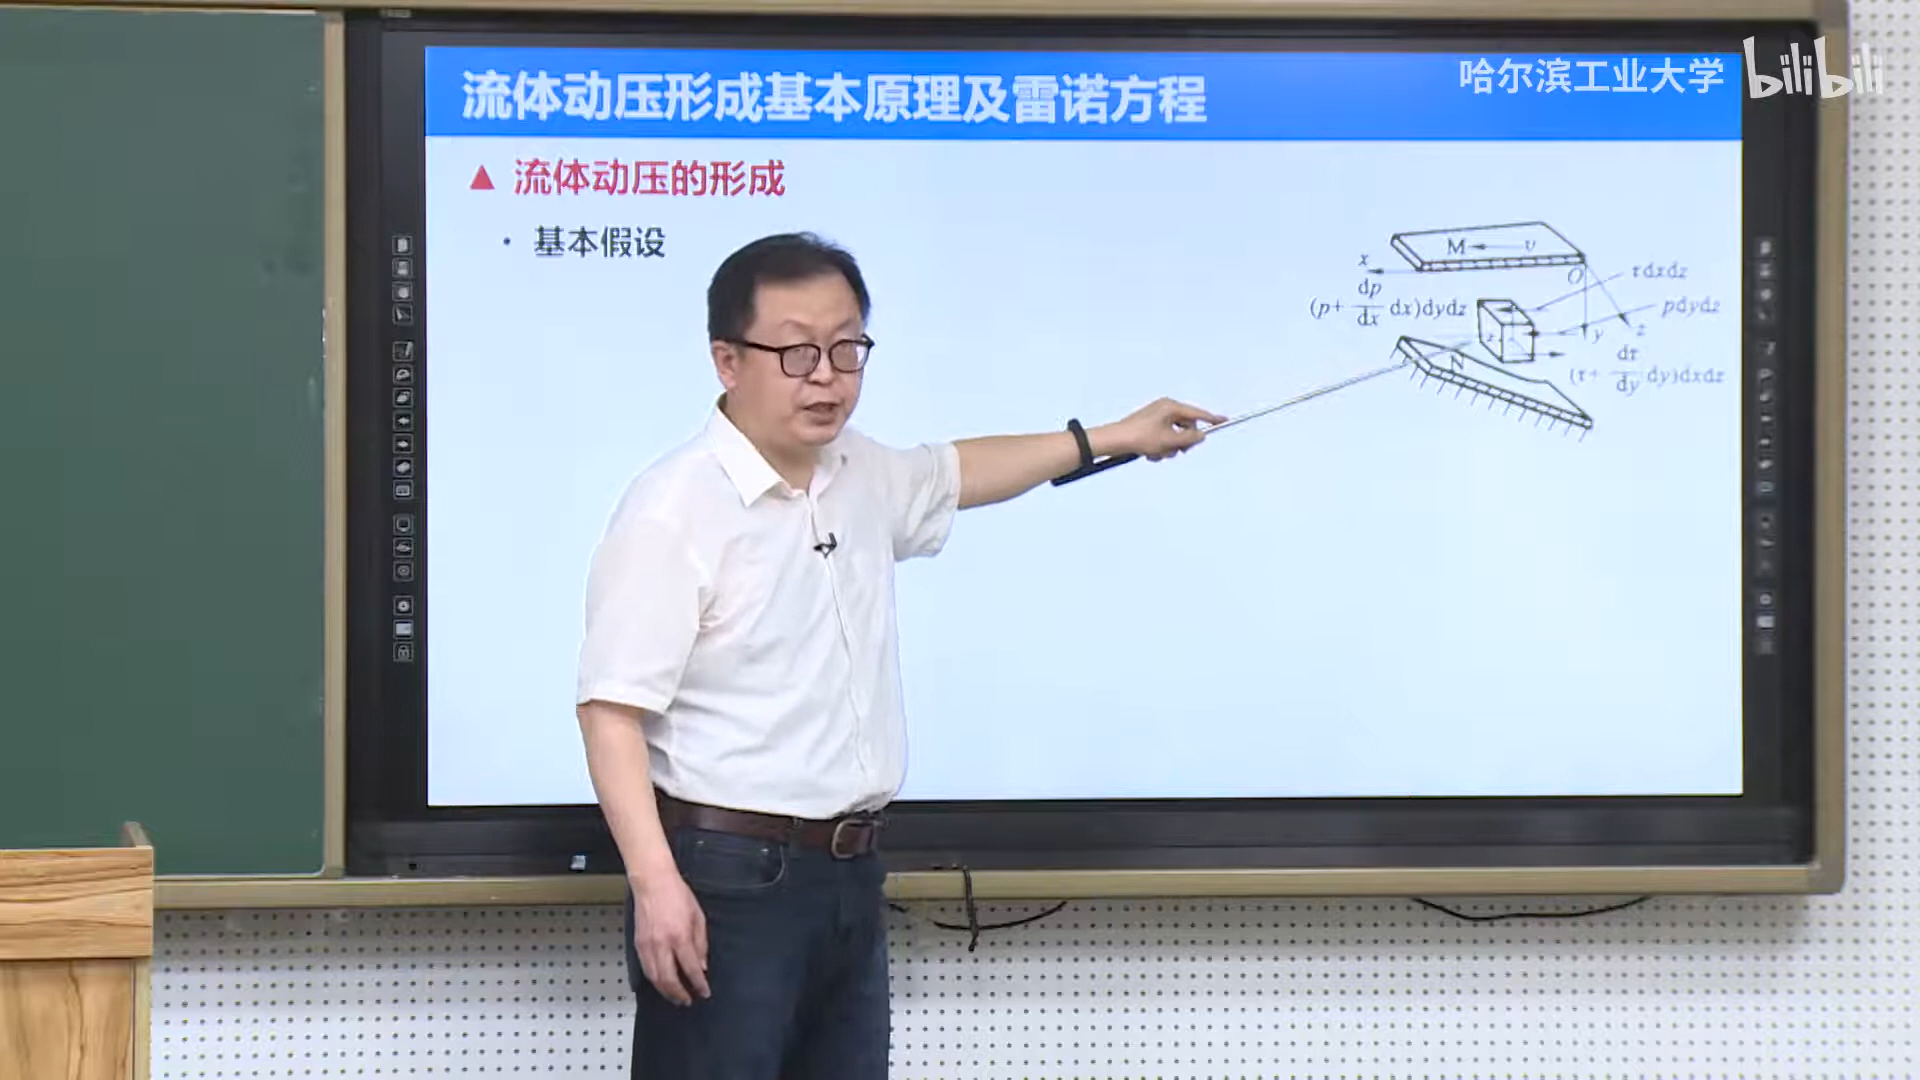 流体动压形成基本原理及雷诺方程
哈尔滨工业大学 bilibili
▲ 流体动压的形成
· 基本假设
M υ
x
O
τdxdz
(p+ dp/dx dx)dydz
pdydz
y
z
N
(τ+ dτ/dy dy)dxdz